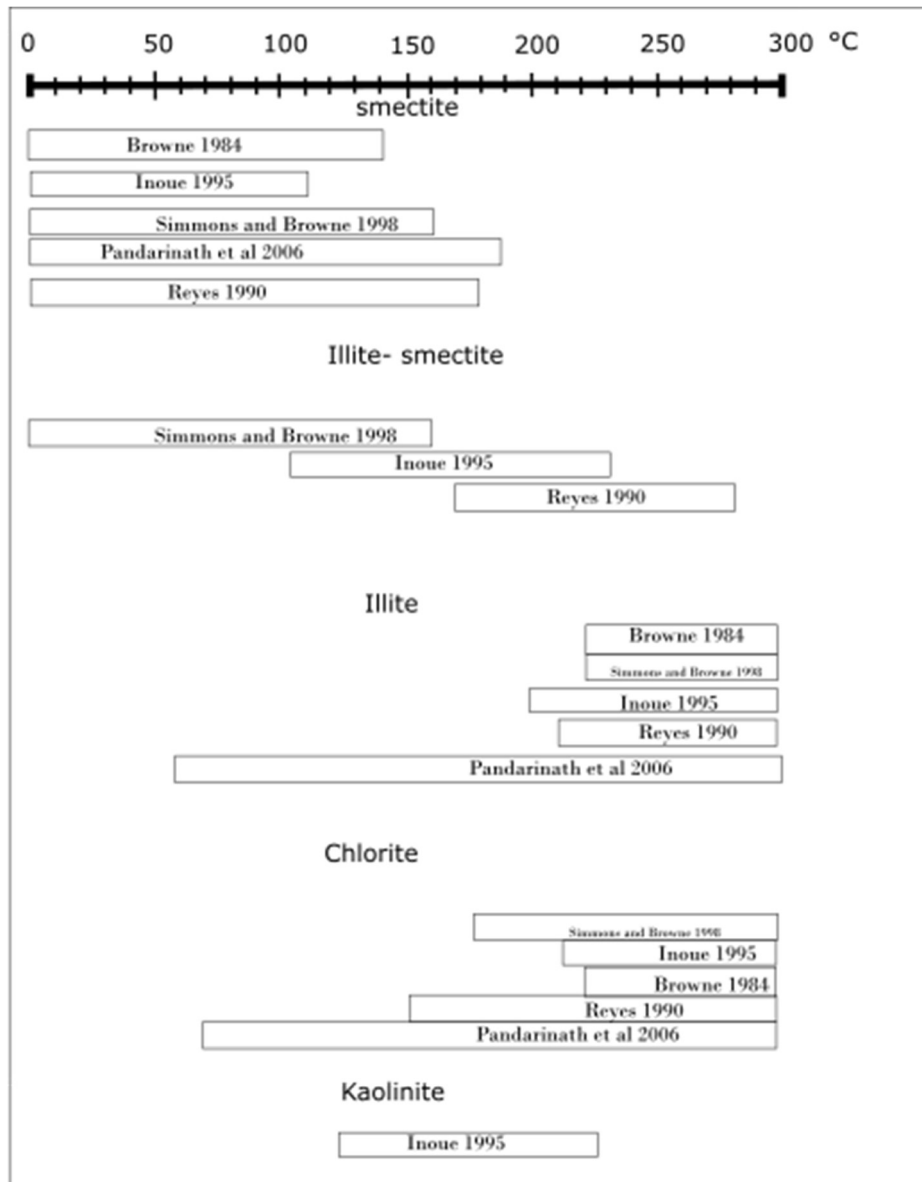 0 50 100 150 200 250 300 °C
smectite
Browne 1984
Inoue 1995
Simmons and Browne 1998
Pandarinath et al 2006
Reyes 1990
Illite- smectite
Simmons and Browne 1998
Inoue 1995
Reyes 1990
Illite
Browne 1984
Simmons and Browne 1998
Inoue 1995
Reyes 1990
Pandarinath et al 2006
Chlorite
Simmons and Browne 1998
Inoue 1995
Browne 1984
Reyes 1990
Pandarinath et al 2006
Kaolinite
Inoue 1995